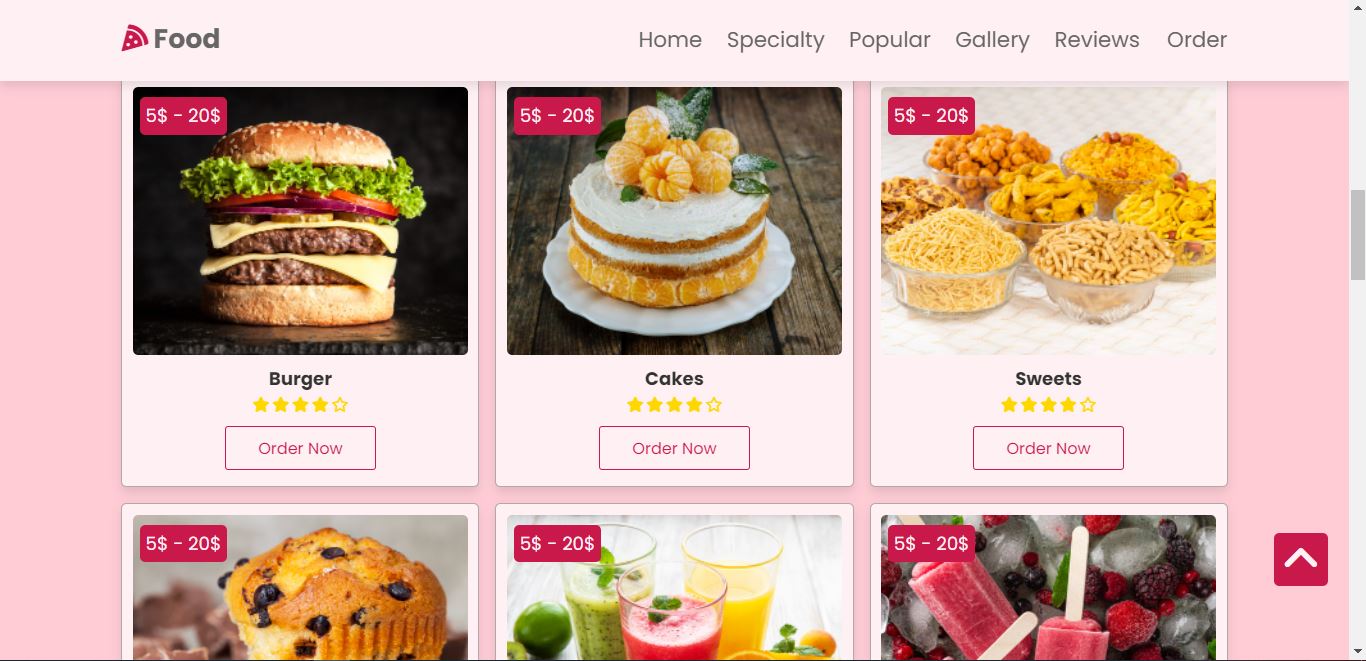 Food
Home Specialty Popular Gallery Reviews Order
5$ - 20$ 5$ - 20$ 5$ - 20$
Burger Cakes Sweets
Order Now Order Now Order Now
5$ - 20$ 5$ - 20$ 5$ - 20$